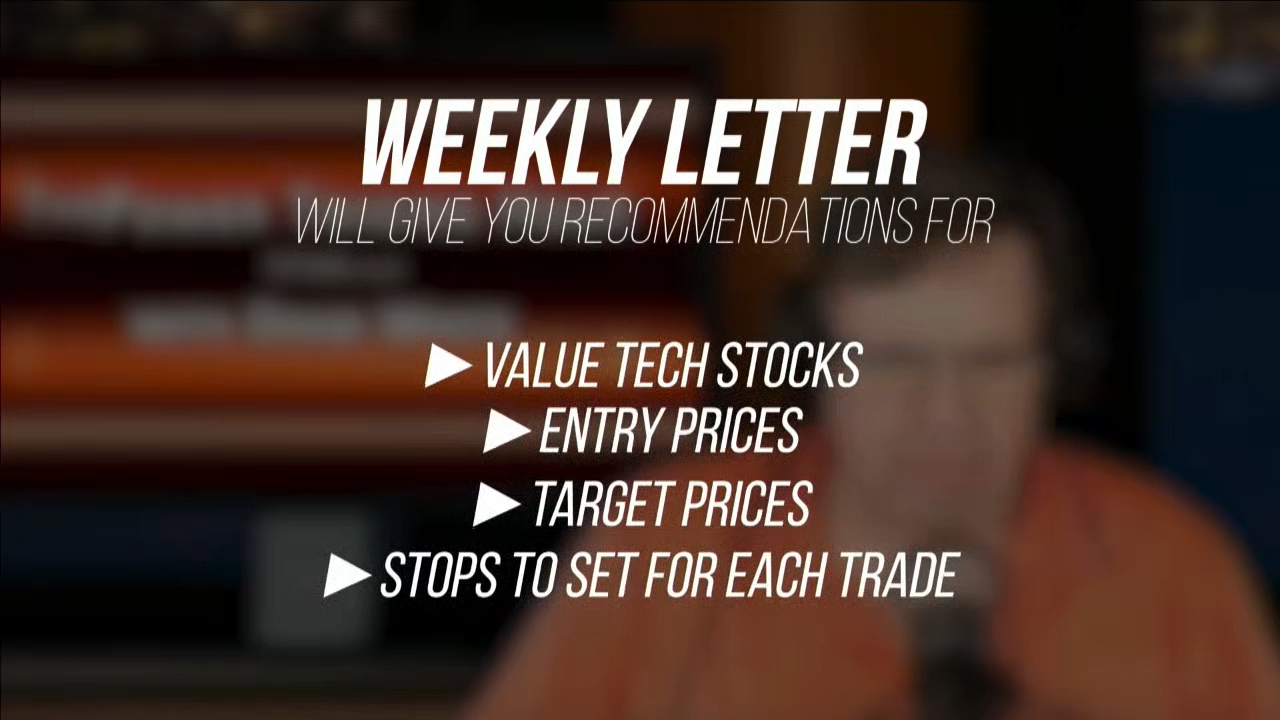 WEEKLY LETTER
WILL GIVE YOU RECOMMENDATIONS FOR
▶ VALUE TECH STOCKS
▶ ENTRY PRICES
▶ TARGET PRICES
▶ STOPS TO SET FOR EACH TRADE